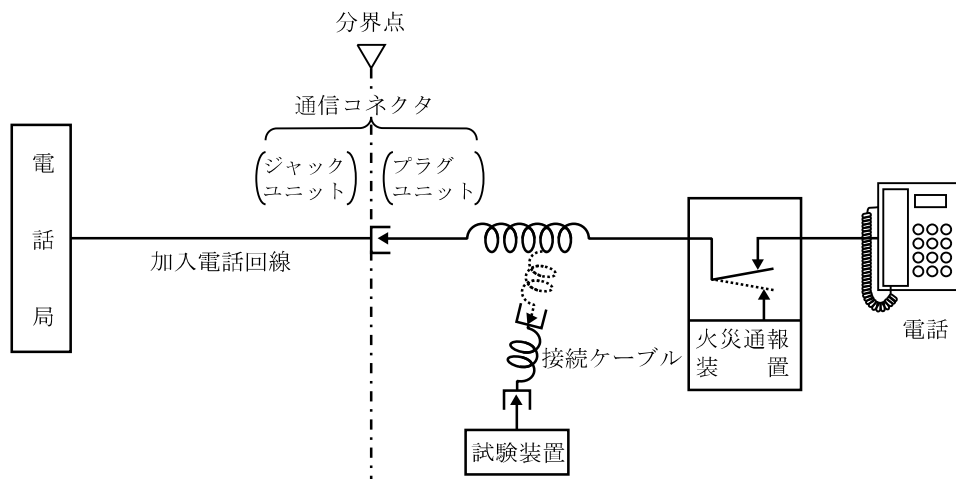 分界点
通信コネクタ
ジャック
ユニット
プラグ
ユニット
電話局
加入電話回線
接続ケーブル
試験装置
火災通報
装置
電話